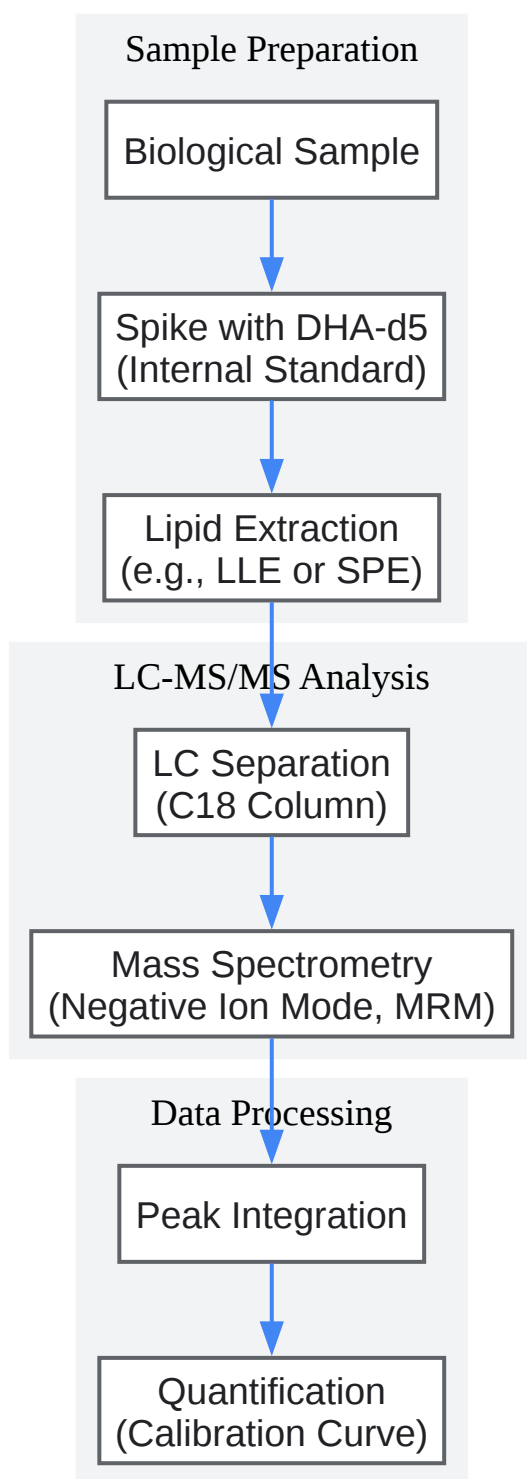 Sample Preparation
Biological Sample
Spike with DHA-d5
(Internal Standard)
Lipid Extraction
(e.g., LLE or SPE)
LC-MS/MS Analysis
LC Separation
(C18 Column)
Mass Spectrometry
(Negative Ion Mode, MRM)
Data Processing
Peak Integration
Quantification
(Calibration Curve)